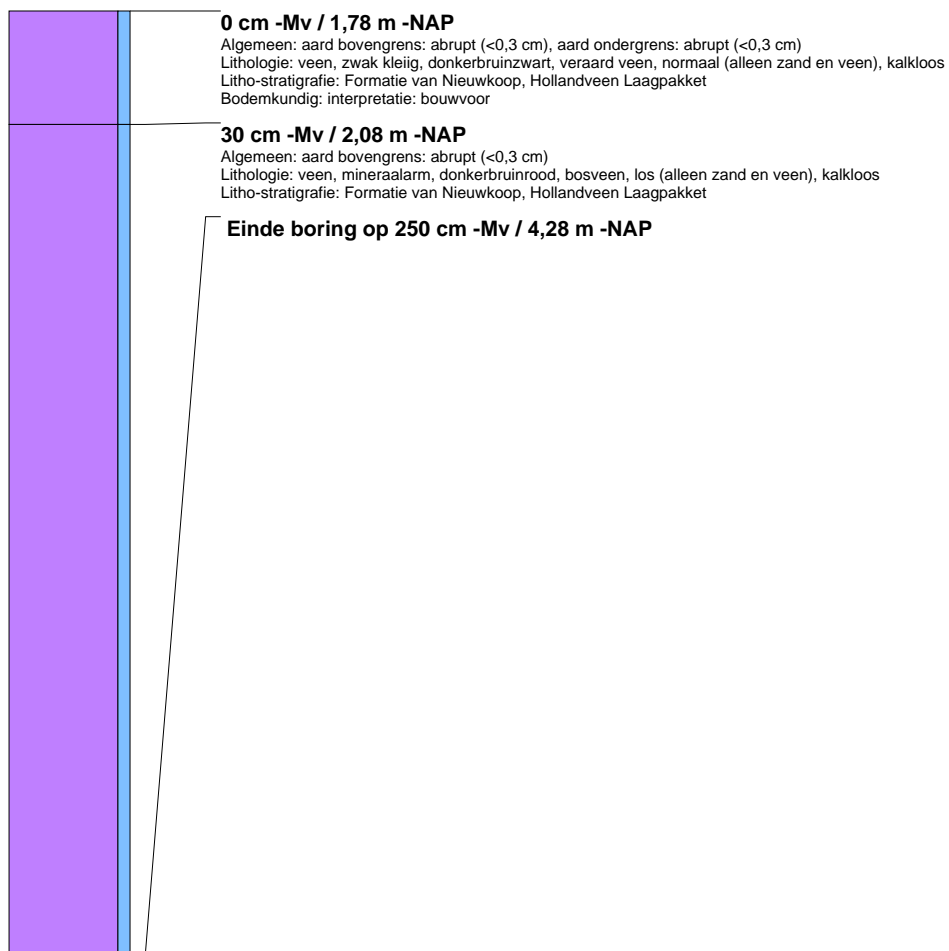 0 cm -Mv / 1,78 m -NAP
Algemeen: aard bovengrens: abrupt (<0,3 cm), aard ondergrens: abrupt (<0,3 cm)
Lithologie: veen, zwak kleiig, donkerbruinzwart, veraard veen, normaal (alleen zand en veen), kalkloos
Litho-stratigrafie: Formatie van Nieuwkoop, Hollandveen Laagpakket
Bodemkundig: interpretatie: bouwvoor
30 cm -Mv / 2,08 m -NAP
Algemeen: aard bovengrens: abrupt (<0,3 cm)
Lithologie: veen, mineraalarm, donkerbruinrood, bosveen, los (alleen zand en veen), kalkloos
Litho-stratigrafie: Formatie van Nieuwkoop, Hollandveen Laagpakket
Einde boring op 250 cm -Mv / 4,28 m -NAP